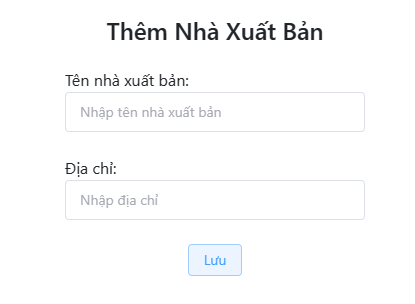 Thêm Nhà Xuất Bản
Tên nhà xuất bản:
Nhập tên nhà xuất bản
Địa chỉ:
Nhập địa chỉ
Lưu